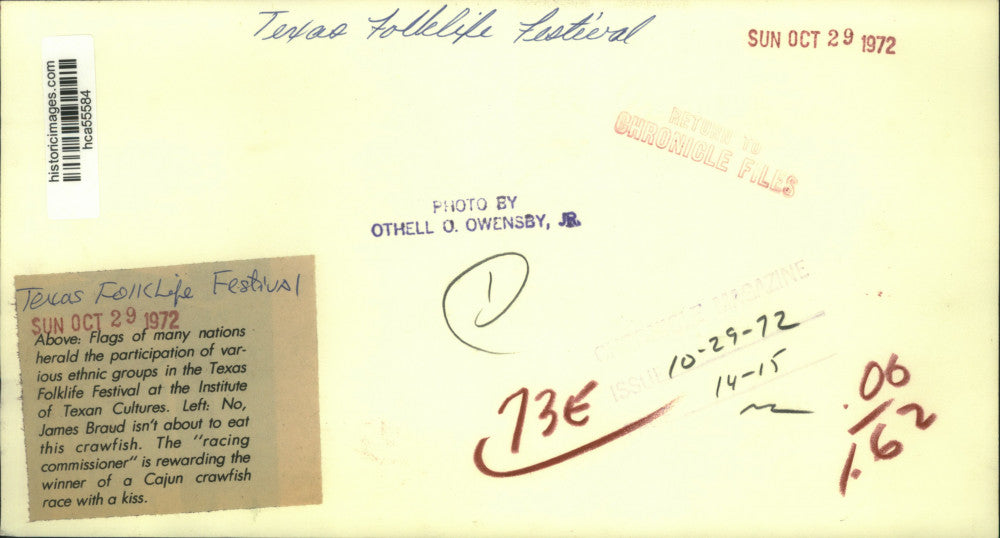 Texas Folklife Festival
SUN OCT 29 1972
historicimages.com
hca55584
RETURN TO
CHRONICLE FILLS
PHOTO BY
OTHELL O. OWENSBY, JR.
1
Texas Folklife Festival
SUN OCT 29 1972
Above: Flags of many nations
herald the participation of var-
ious ethnic groups in the Texas
Folklife Festival at the Institute
of Texan Cultures. Left: No,
James Braud isn't about to eat
this crawfish. The "racing
commissioner" is rewarding the
winner of a Cajun crawfish
race with a kiss.
MAGAZINE
ISSUE 10-29-72
14-15
73E
.06
1.62